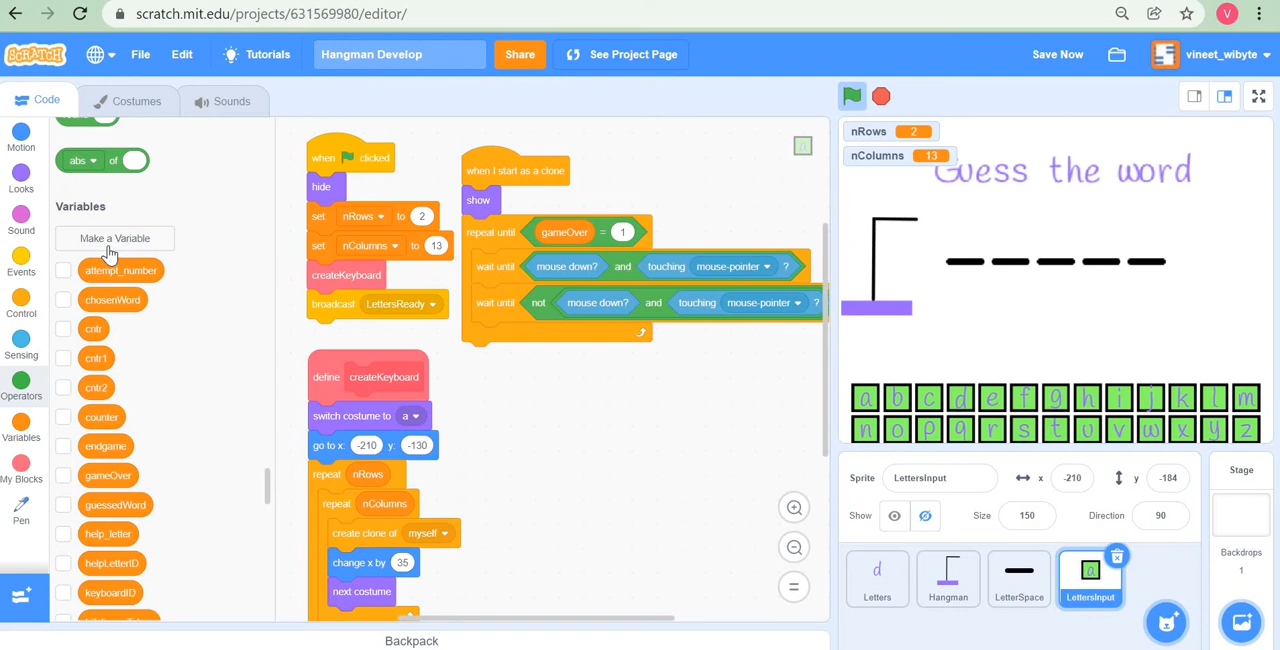 scratch.mit.edu/projects/631569980/editor/
V
SCRATCH
File Edit Tutorials Hangman Develop Share See Project Page Save Now vineet_wibyte
Code Costumes Sounds
Motion
Looks
Sound
Events
Control
Sensing
Operators
Variables
My Blocks
Pen
abs of
Variables
Make a Variable
attempt_number
chosenWord
cntr
cntr1
cntr2
counter
endgame
gameOver
guessedWord
help_letter
helpLetterID
keyboardID
when clicked
hide
set nRows to 2
set nColumns to 13
createKeyboard
broadcast LettersReady
when I start as a clone
show
repeat until gameOver = 1
wait until mouse down? and touching mouse-pointer ?
wait until not mouse down? and touching mouse-pointer ?
define createKeyboard
switch costume to a
go to x: -210 y: -130
repeat nRows
repeat nColumns
create clone of myself
change x by 35
next costume
Backpack
nRows 2
nColumns 13
Guess the word
a b c d e f g h i j k l m
n o p q r s t u v w x y z
Sprite LettersInput x -210 y -184
Show Size 150 Direction 90
d
Letters
Hangman
LetterSpace
a
LettersInput
Stage
Backdrops
1